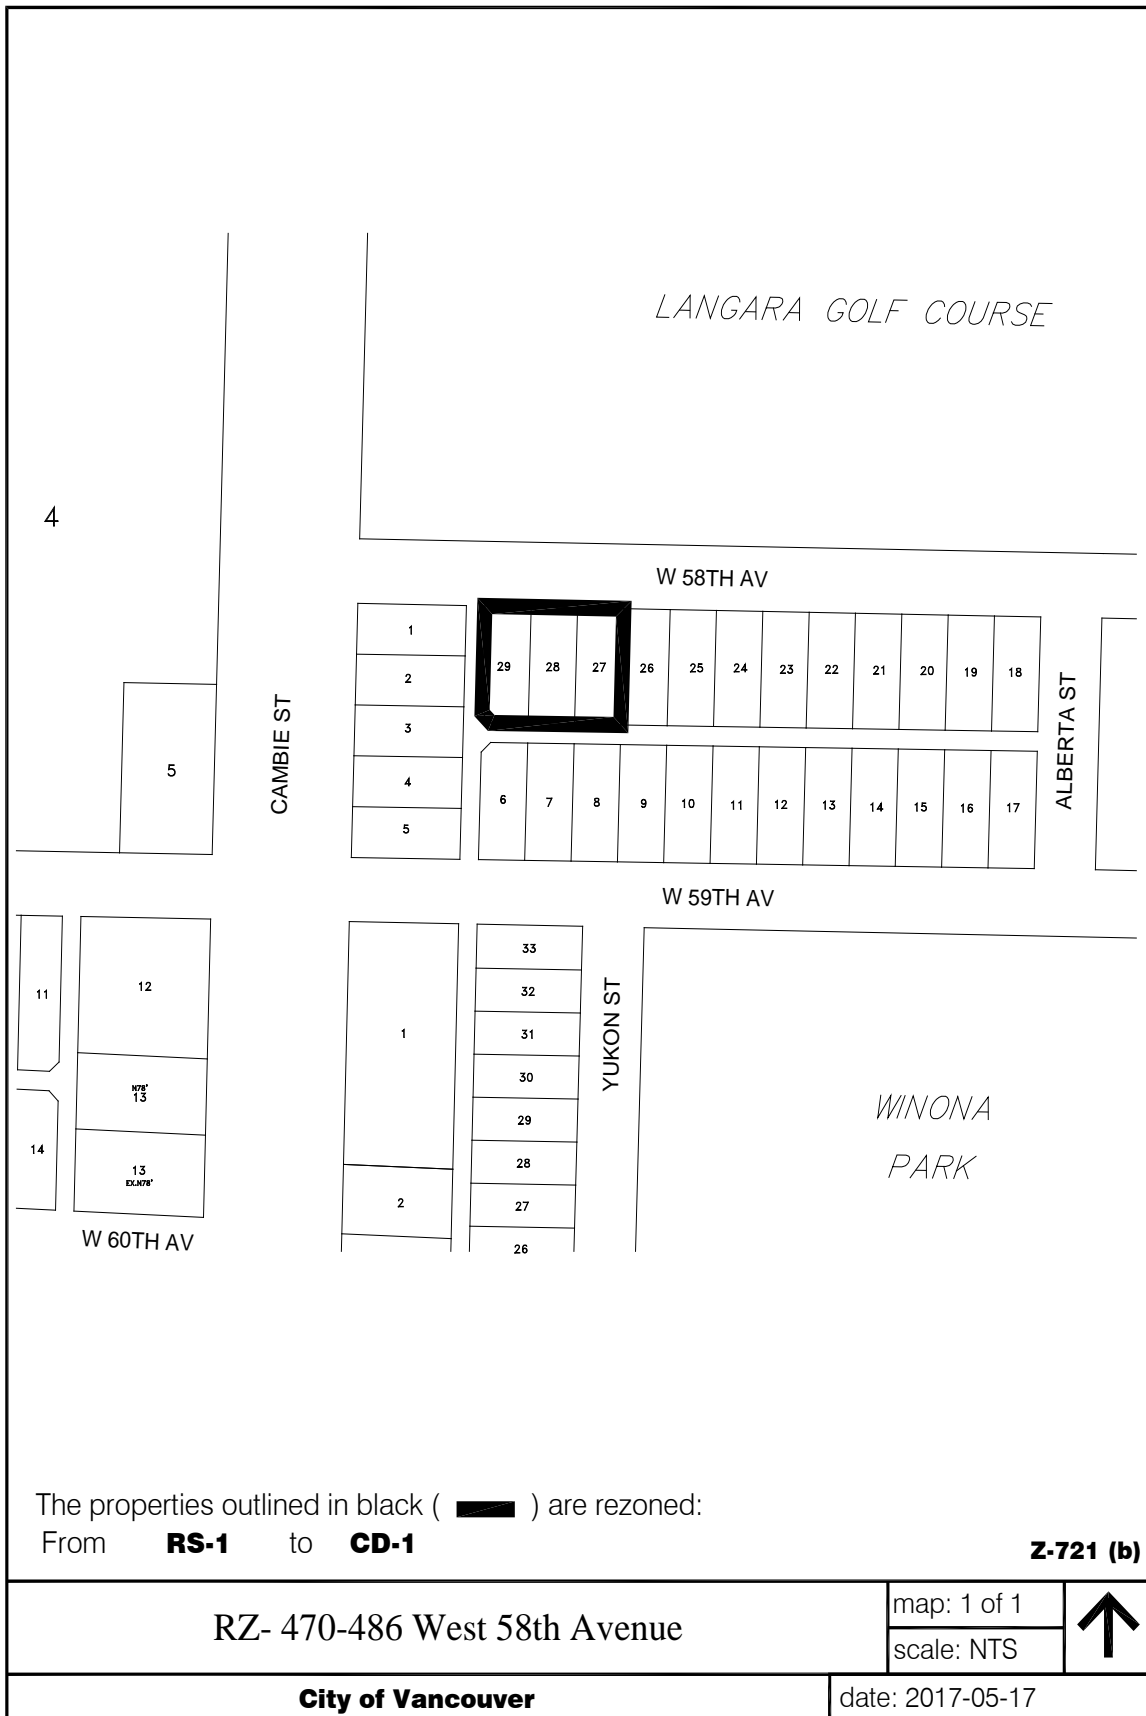 LANGARA GOLF COURSE
4
W 58TH AV
1
2
3
4
5
29 28 27 26 25 24 23 22 21 20 19 18
CAMBIE ST
ALBERTA ST
5
6 7 8 9 10 11 12 13 14 15 16 17
W 59TH AV
11
12
N78'
13
14
13
EX.N78'
1
2
33
32
31
30
29
28
27
26
YUKON ST
WINONA
PARK
W 60TH AV
The properties outlined in black ( ) are rezoned:
From RS-1 to CD-1
Z-721 (b)
RZ- 470-486 West 58th Avenue
map: 1 of 1
scale: NTS
City of Vancouver
date: 2017-05-17